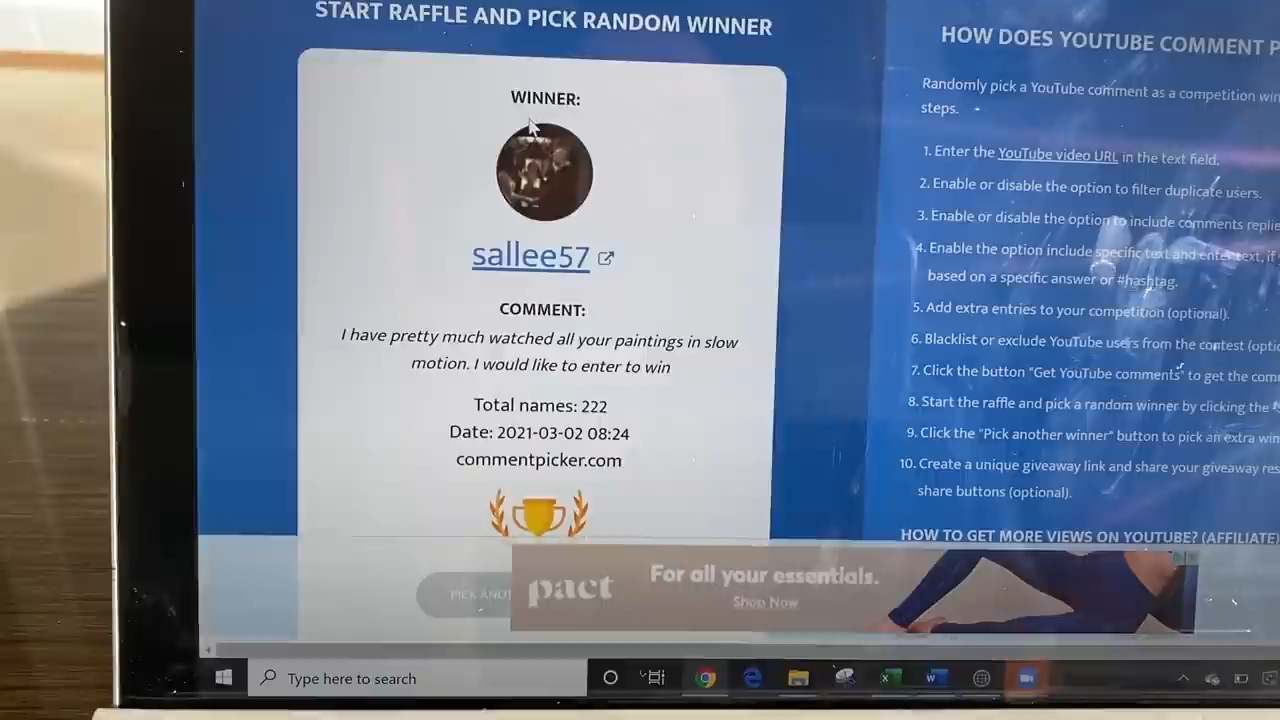 START RAFFLE AND PICK RANDOM WINNER
WINNER:
sallee57
COMMENT:
I have pretty much watched all your paintings in slow
motion. I would like to enter to win
Total names: 222
Date: 2021-03-02 08:24
commentpicker.com
PICK
HOW DOES YOUTUBE COMMENT
Randomly pick a YouTube comment as a competition
steps.
1. Enter the YouTube video URL in the text field.
2. Enable or disable the option to filter duplicate users.
3. Enable or disable the option to include comments
4. Enable the option include specific text and enter text, if
based on a specific answer or #hashtag.
5. Add extra entries to your competition (optional).
6. Blacklist or exclude YouTube users from the contest
7. Click the button "Get YouTube comments" to get the
8. Start the raffle and pick a random winner by clicking the
9. Click the "Pick another winner" button to pick an extra
10. Create a unique giveaway link and share your giveaway
share buttons (optional).
HOW TO GET MORE VIEWS ON YOUTUBE? (AFFILIATE)
pact
For all your essentials.
Shop Now
Type here to search